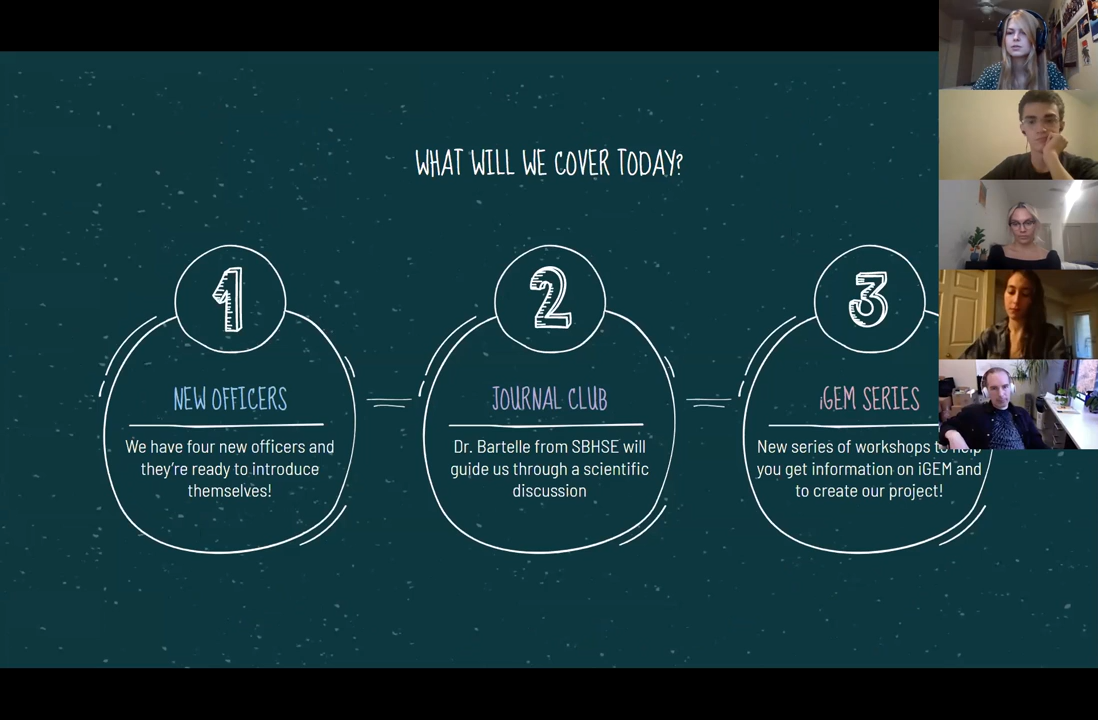 WHAT WILL WE COVER TODAY?
1
2
3
NEW OFFICERS
We have four new officers and
they're ready to introduce
themselves!
JOURNAL CLUB
Dr. Bartelle from SBHSE will
guide us through a scientific
discussion
iGEM SERIES
New series of workshops to help
you get information on iGEM and
to create our project!